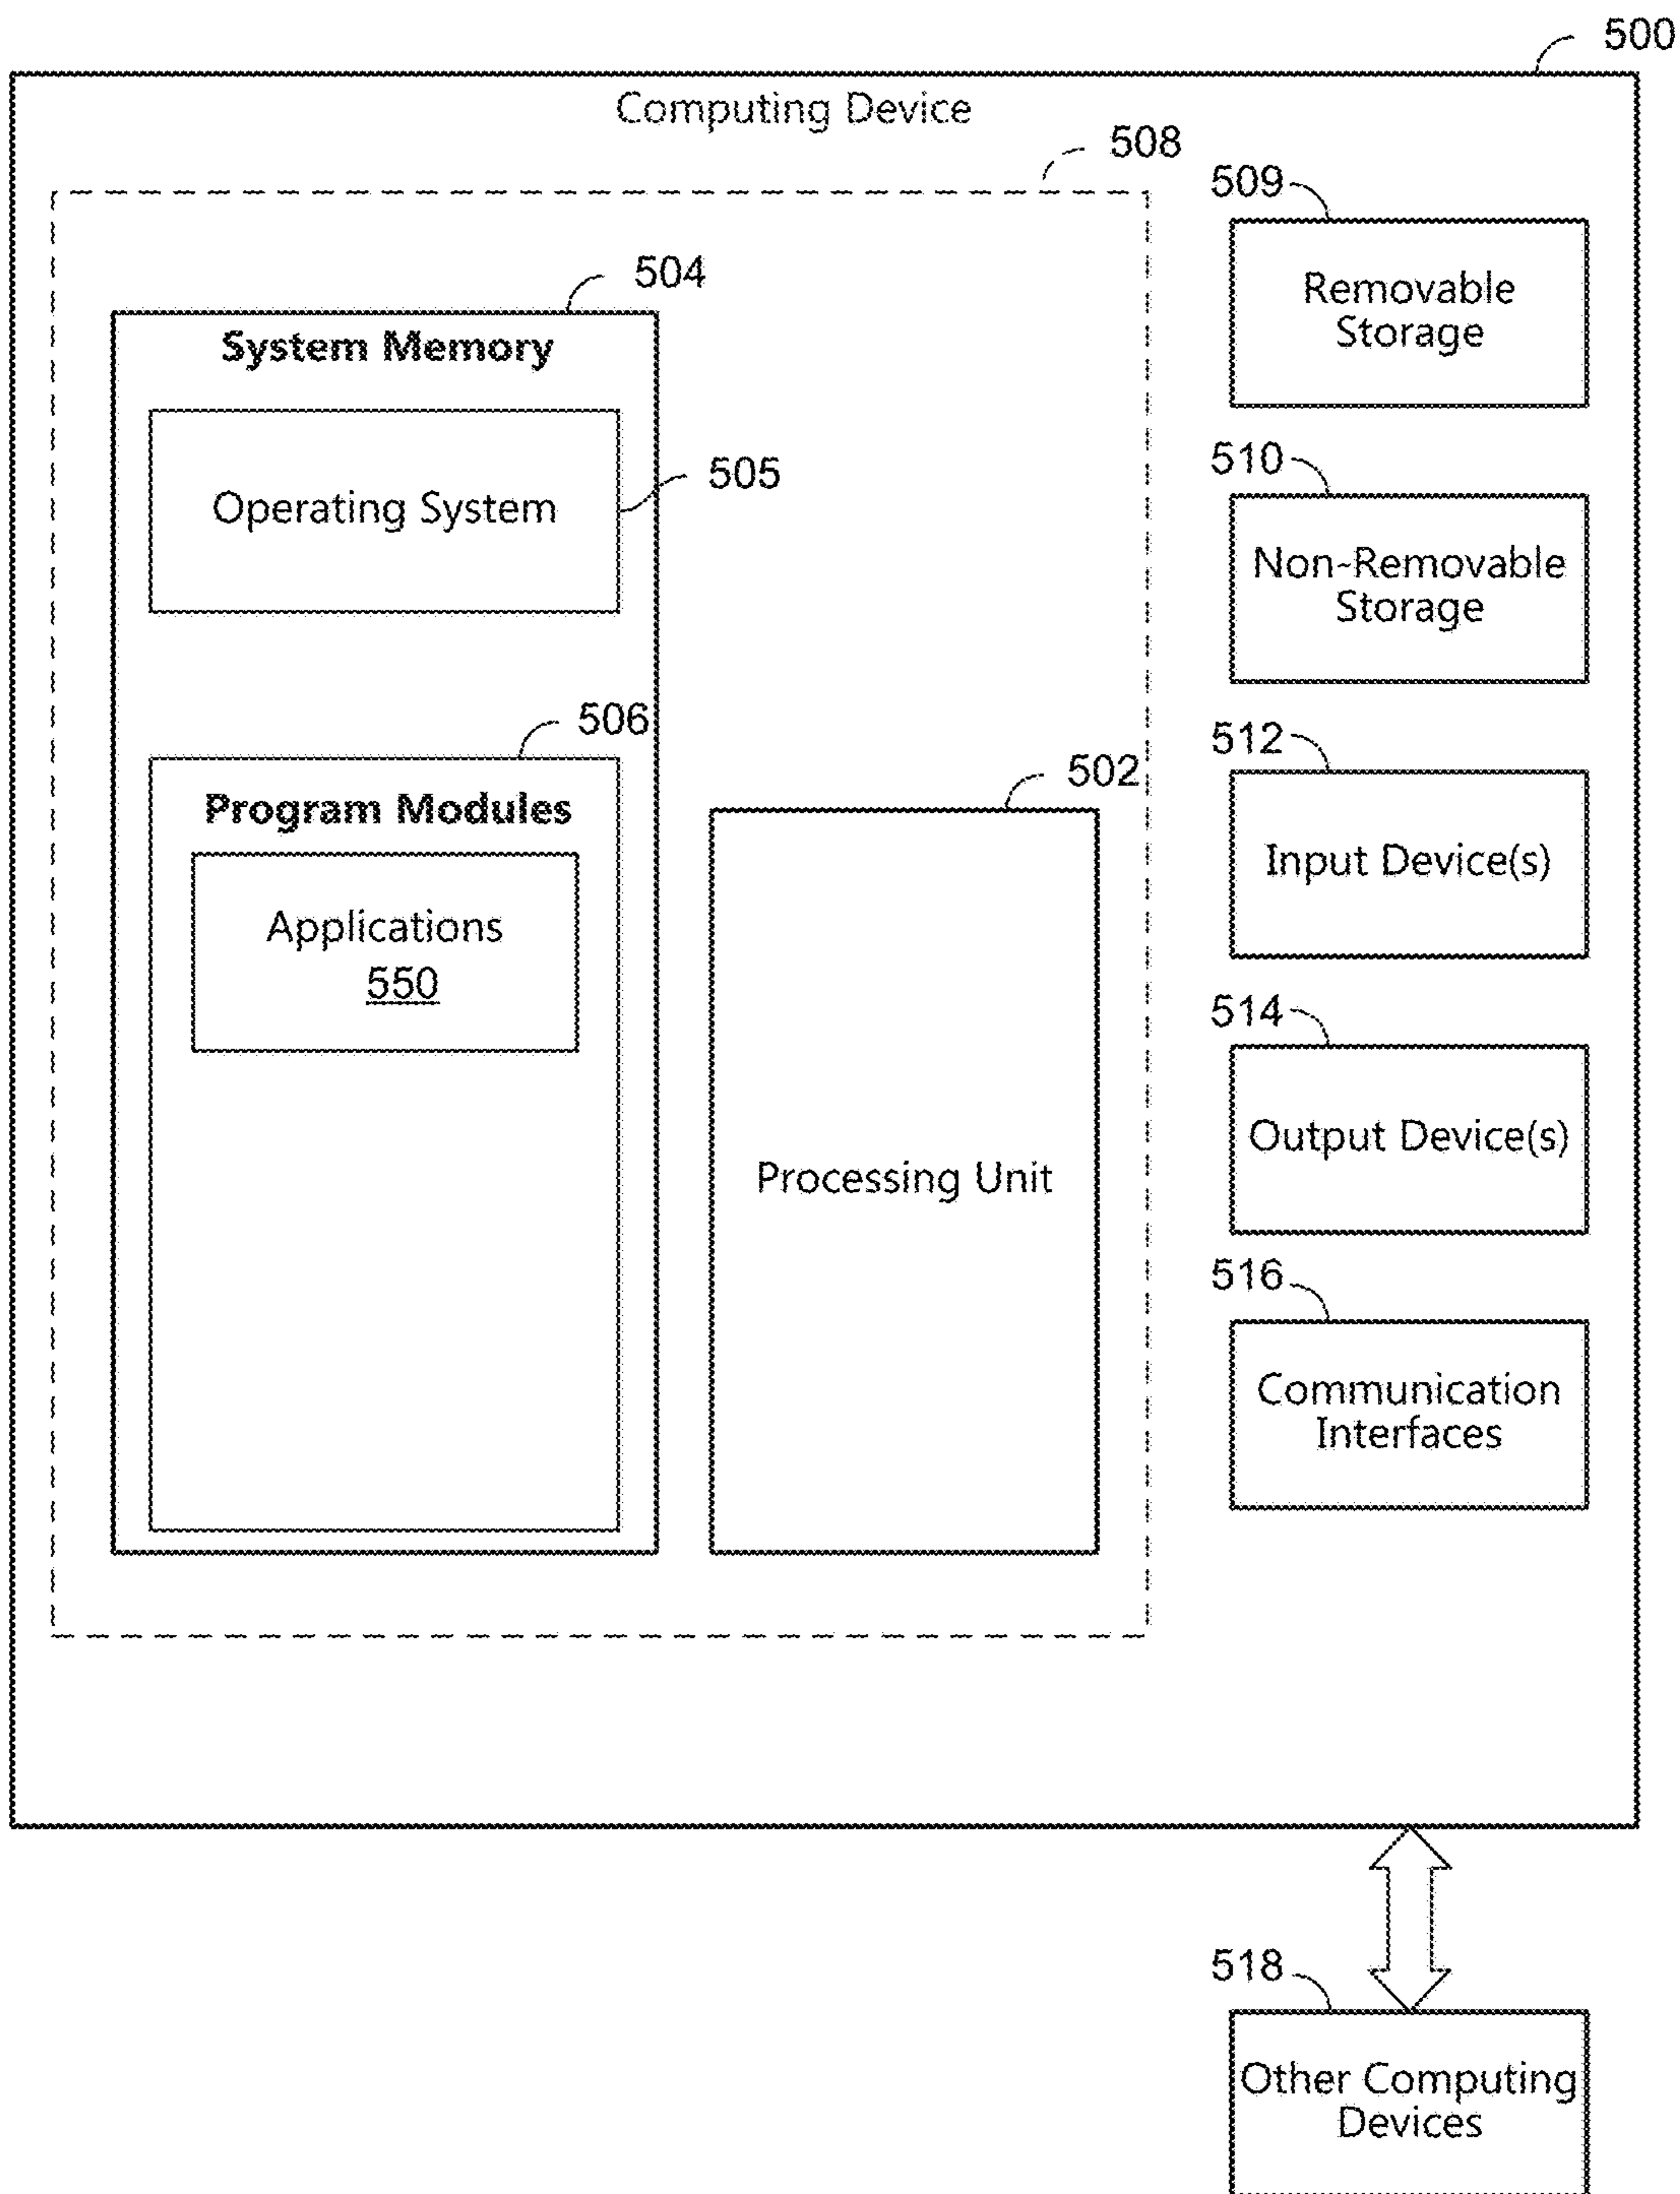 500
Computing Device
508
509
Removable
Storage
504
System Memory
Operating System
505
510
Non-Removable
Storage
506
Program Modules
Applications
550
502
Processing Unit
512
Input Device(s)
514
Output Device(s)
516
Communication
Interfaces
518
Other Computing
Devices